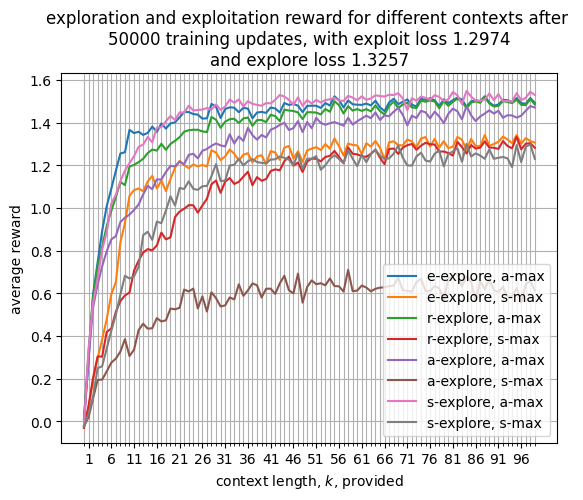 exploration and exploitation reward for different contexts after
50000 training updates, with exploit loss 1.2974
and explore loss 1.3257
1.6
1.4
1.2
1.0
0.8
0.6
0.4
0.2
0.0
average reward
e-explore, a-max
e-explore, s-max
r-explore, a-max
r-explore, s-max
a-explore, a-max
a-explore, s-max
s-explore, a-max
s-explore, s-max
1 6 11 16 21 26 31 36 41 46 51 56 61 66 71 76 81 86 91 96
context length, k, provided